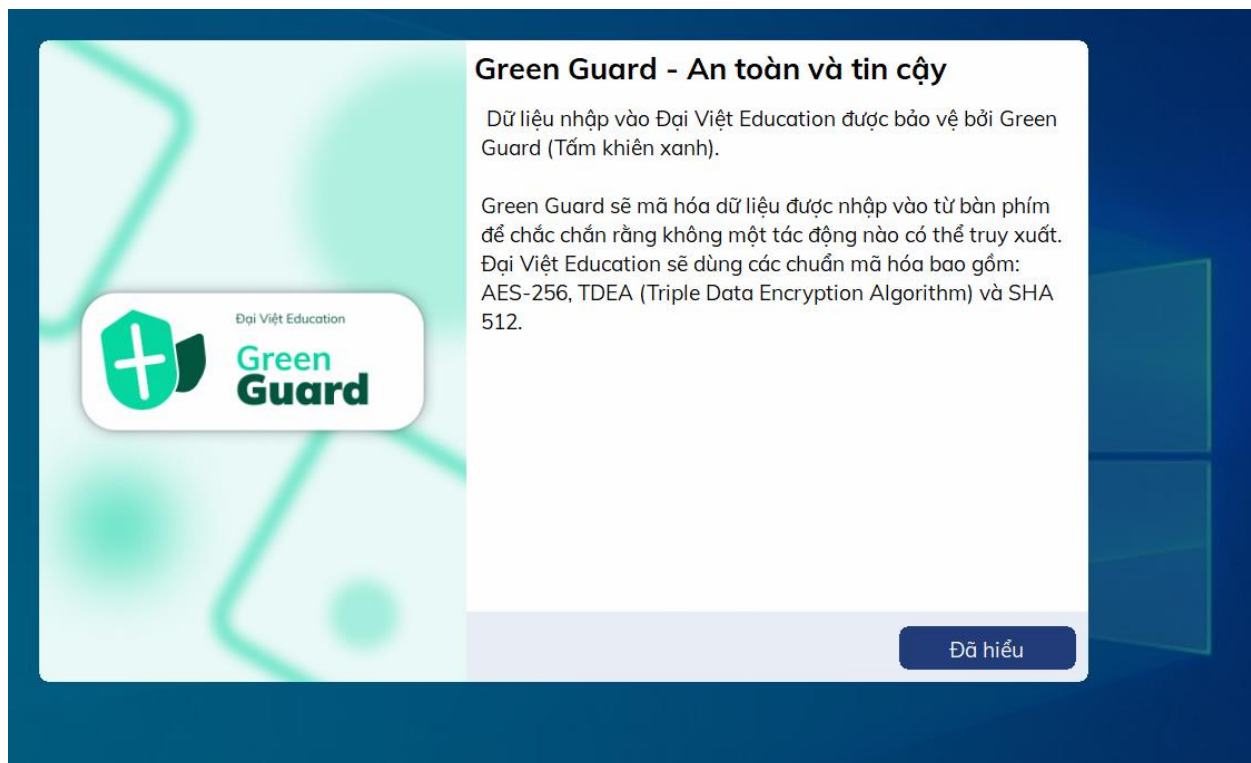 Green Guard - An toàn và tin cậy
Dữ liệu nhập vào Đại Việt Education được bảo vệ bởi Green
Guard (Tấm khiên xanh).
Green Guard sẽ mã hóa dữ liệu được nhập vào từ bàn phím
để chắc chắn rằng không một tác động nào có thể truy xuất.
Đại Việt Education sẽ dùng các chuẩn mã hóa bao gồm:
AES-256, TDEA (Triple Data Encryption Algorithm) và SHA
512.
Đại Việt Education
Green
Guard
Đã hiểu